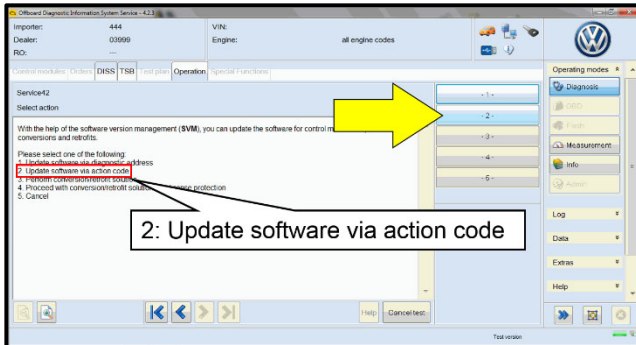 Offboard Diagnostic Information System Service - 4.2.3
Importer: 444 VIN:
Dealer: 03999 Engine: all engine codes
RO: ---
Control modules Orders DISS TSB Test plan Operation Special Functions
Operating modes
Service42
Select action
With the help of the software version management (SVM), you can update the software for control
conversions and retrofits.
Please select one of the following:
1. Update software via diagnostic address
2. Update software via action code
3. Perform conversion/retrofit solution
4. Proceed with conversion/retrofit protection
5. Cancel
- 1 -
- 2 -
- 3 -
- 4 -
- 5 -
2: Update software via action code
Diagnosis
OBD
Flash
Measurement
Info
Admin
Log
Data
Extras
Help
Help
Cancel test
Test version